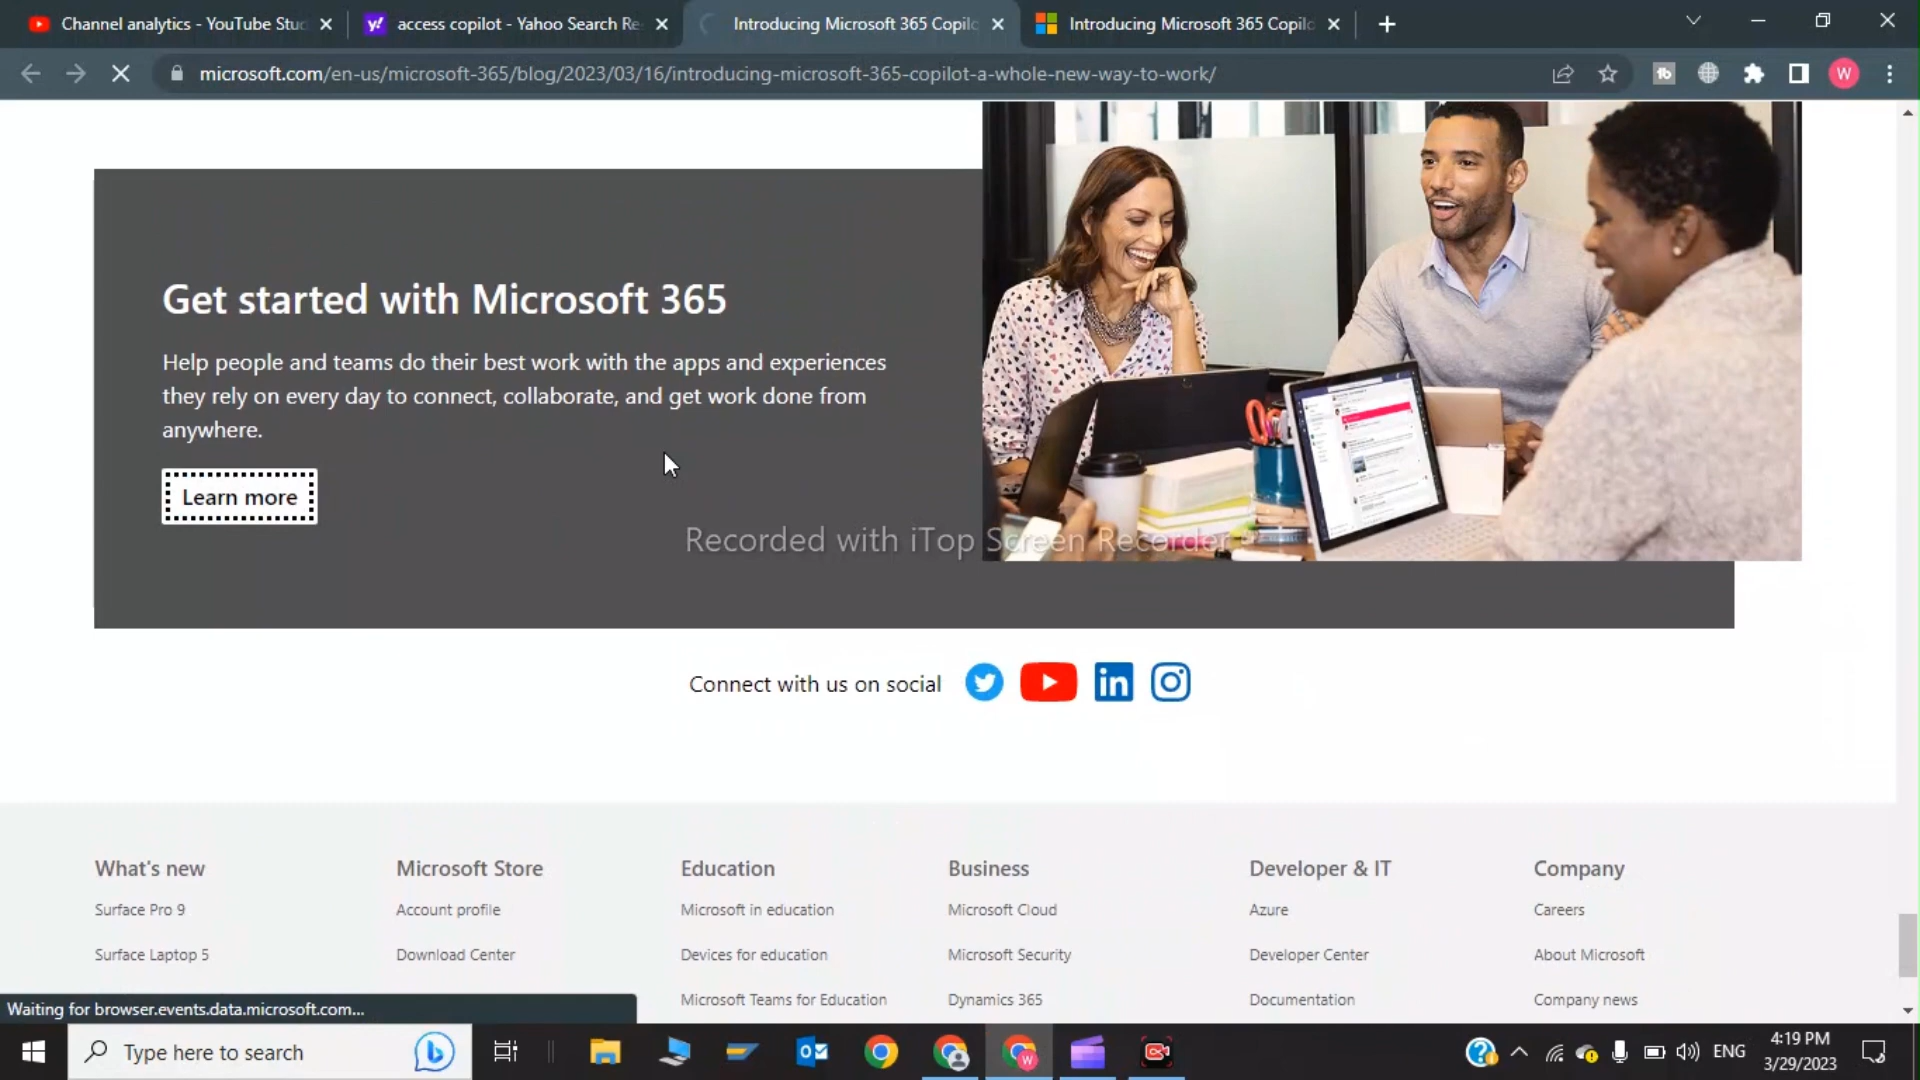 Channel analytics - YouTube Stud
access copilot - Yahoo Search Re
Introducing Microsoft 365 Copilo
Introducing Microsoft 365 Copilo
microsoft.com/en-us/microsoft-365/blog/2023/03/16/introducing-microsoft-365-copilot-a-whole-new-way-to-work/
W
Get started with Microsoft 365
Help people and teams do their best work with the apps and experiences
they rely on every day to connect, collaborate, and get work done from
anywhere.
Learn more
Recorded with iTop Screen Recorder
Connect with us on social
What's new
Microsoft Store
Education
Business
Developer & IT
Company
Surface Pro 9
Account profile
Microsoft in education
Microsoft Cloud
Azure
Careers
Surface Laptop 5
Download Center
Devices for education
Microsoft Security
Developer Center
About Microsoft
Microsoft Teams for Education
Dynamics 365
Documentation
Company news
Waiting for browser.events.data.microsoft.com...
Type here to search
ENG
4:19 PM
3/29/2023